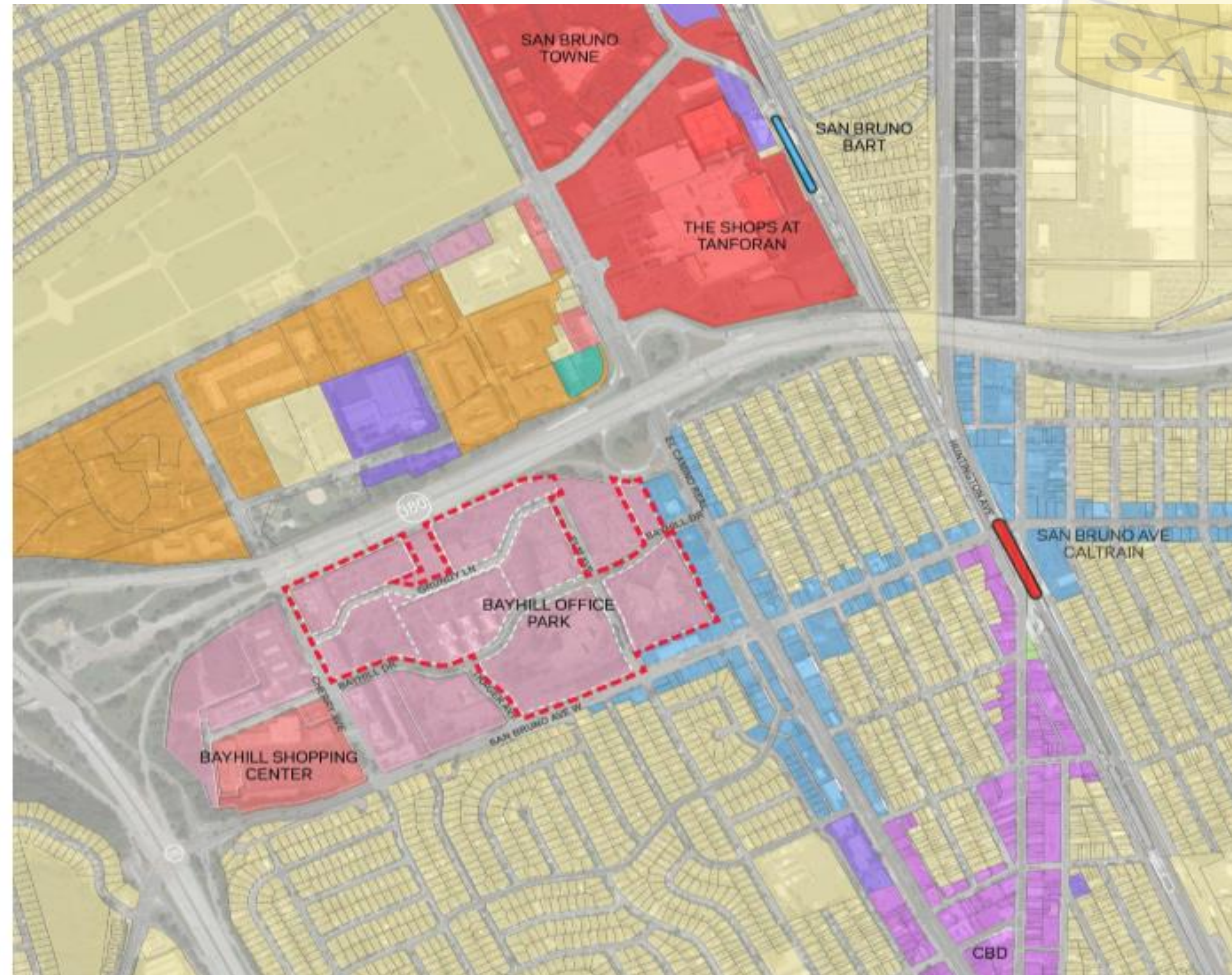 SAN
SAN BRUNO
TOWNE
SAN BRUNO
BART
THE SHOPS AT
TANFORAN
EL CAMINO REAL
HUNTINGTON AVE
380
SAN BRUNO AVE
CALTRAIN
BAYHILL DR
GRUNDY LN
ELM AVE
BAYHILL OFFICE
PARK
BAYHILL DR
CHERRY AVE
SAN BRUNO AVE W
BAYHILL SHOPPING
CENTER
CBD